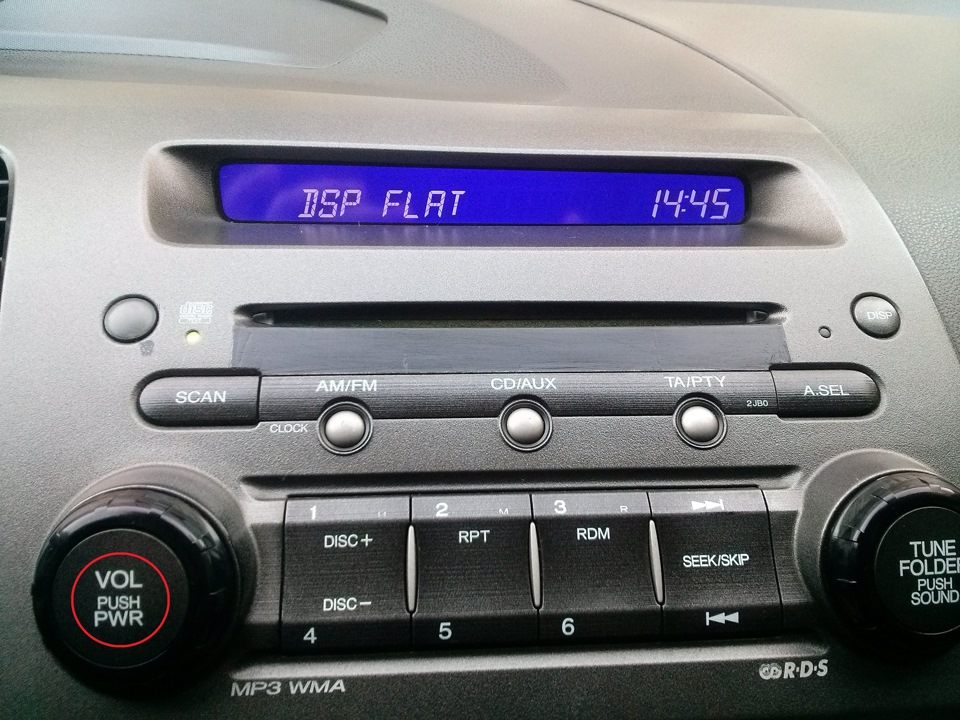 DSP FLAT 14:45
DISC
DISP
SCAN AM/FM CD/AUX TA/PTY A.SEL
CLOCK 2JB0
1 H 2 M 3 R
DISC+ RPT RDM
SEEK/SKIP
DISC−
4 5 6
VOL
PUSH
PWR
TUNE
FOLDER
PUSH
SOUND
MP3 WMA
R·D·S